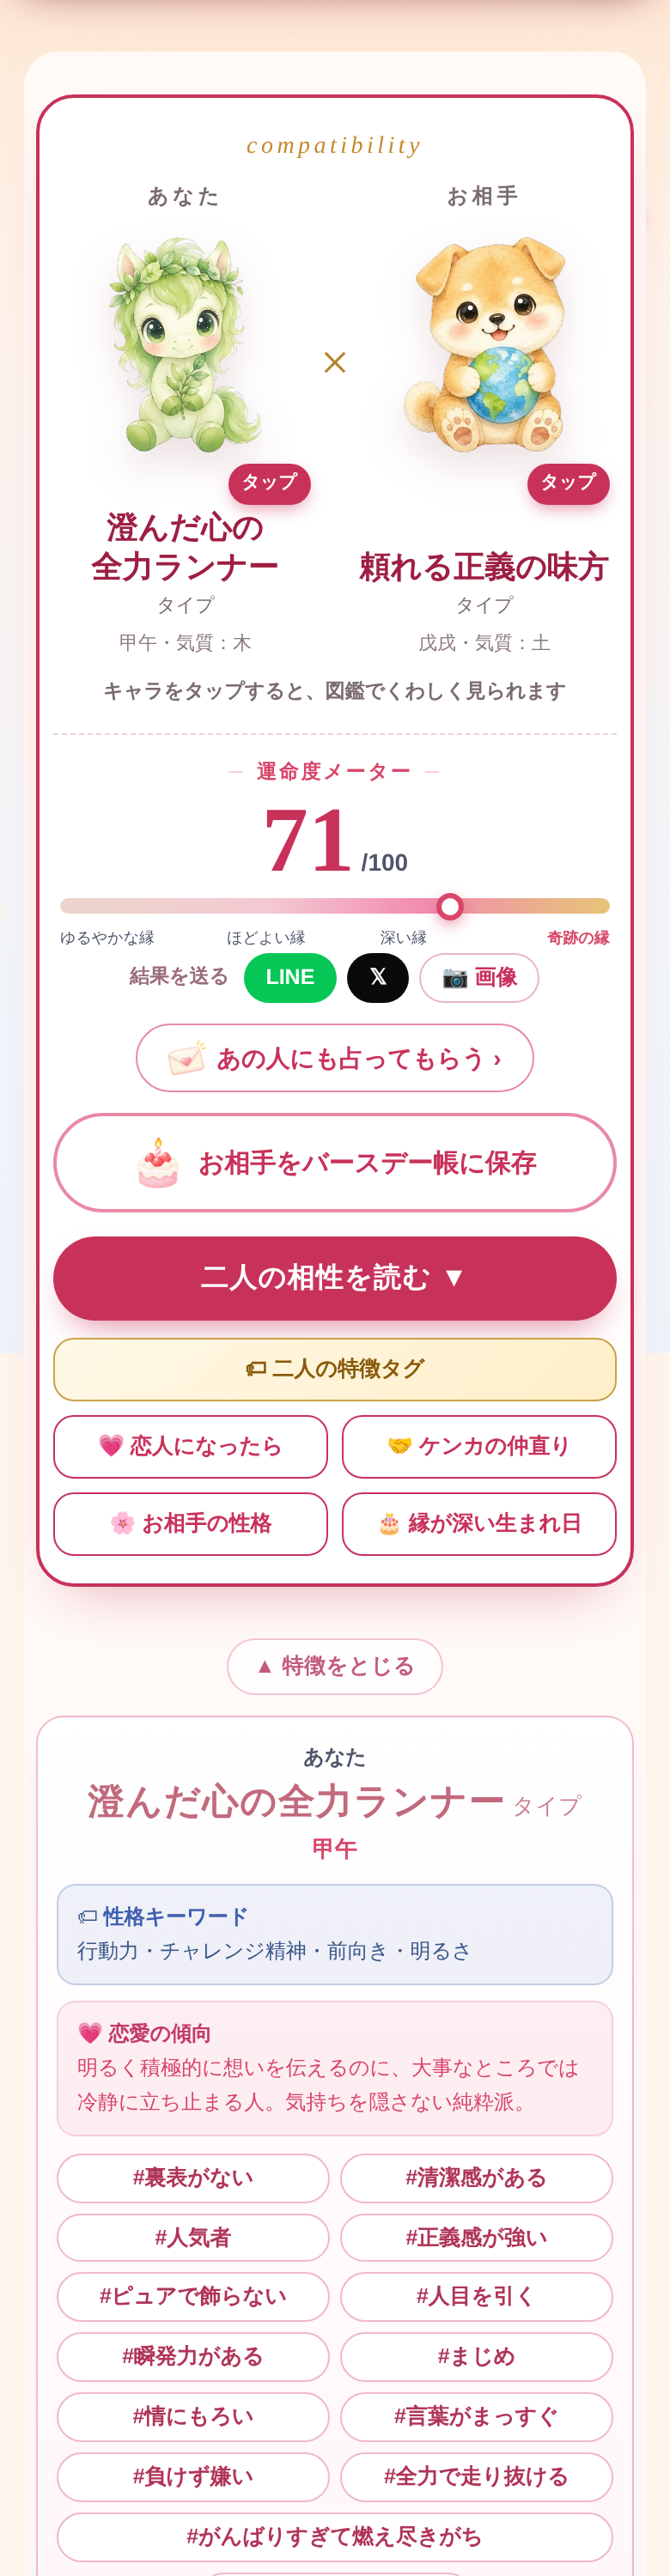 compatibility
あなた
お相手
×
タップ
タップ
澄んだ心の
全力ランナー
頼れる正義の味方
タイプ
タイプ
甲午・気質：木
戊戌・気質：土
キャラをタップすると、図鑑でくわしく見られます
運命度メーター
71 /100
ゆるやかな縁 ほどよい縁 深い縁 奇跡の縁
結果を送る LINE 𝕏 📷 画像
あの人にも占ってもらう ›
お相手をバースデー帳に保存
二人の相性を読む ▼
🏷 二人の特徴タグ
💗 恋人になったら
🤝 ケンカの仲直り
🌸 お相手の性格
🎂 縁が深い生まれ日
▲ 特徴をとじる
あなた
澄んだ心の全力ランナー タイプ
甲午
🏷 性格キーワード
行動力・チャレンジ精神・前向き・明るさ
💗 恋愛の傾向
明るく積極的に想いを伝えるのに、大事なところでは
冷静に立ち止まる人。気持ちを隠さない純粋派。
#裏表がない
#清潔感がある
#人気者
#正義感が強い
#ピュアで飾らない
#人目を引く
#瞬発力がある
#まじめ
#情にもろい
#言葉がまっすぐ
#負けず嫌い
#全力で走り抜ける
#がんばりすぎて燃え尽きがち